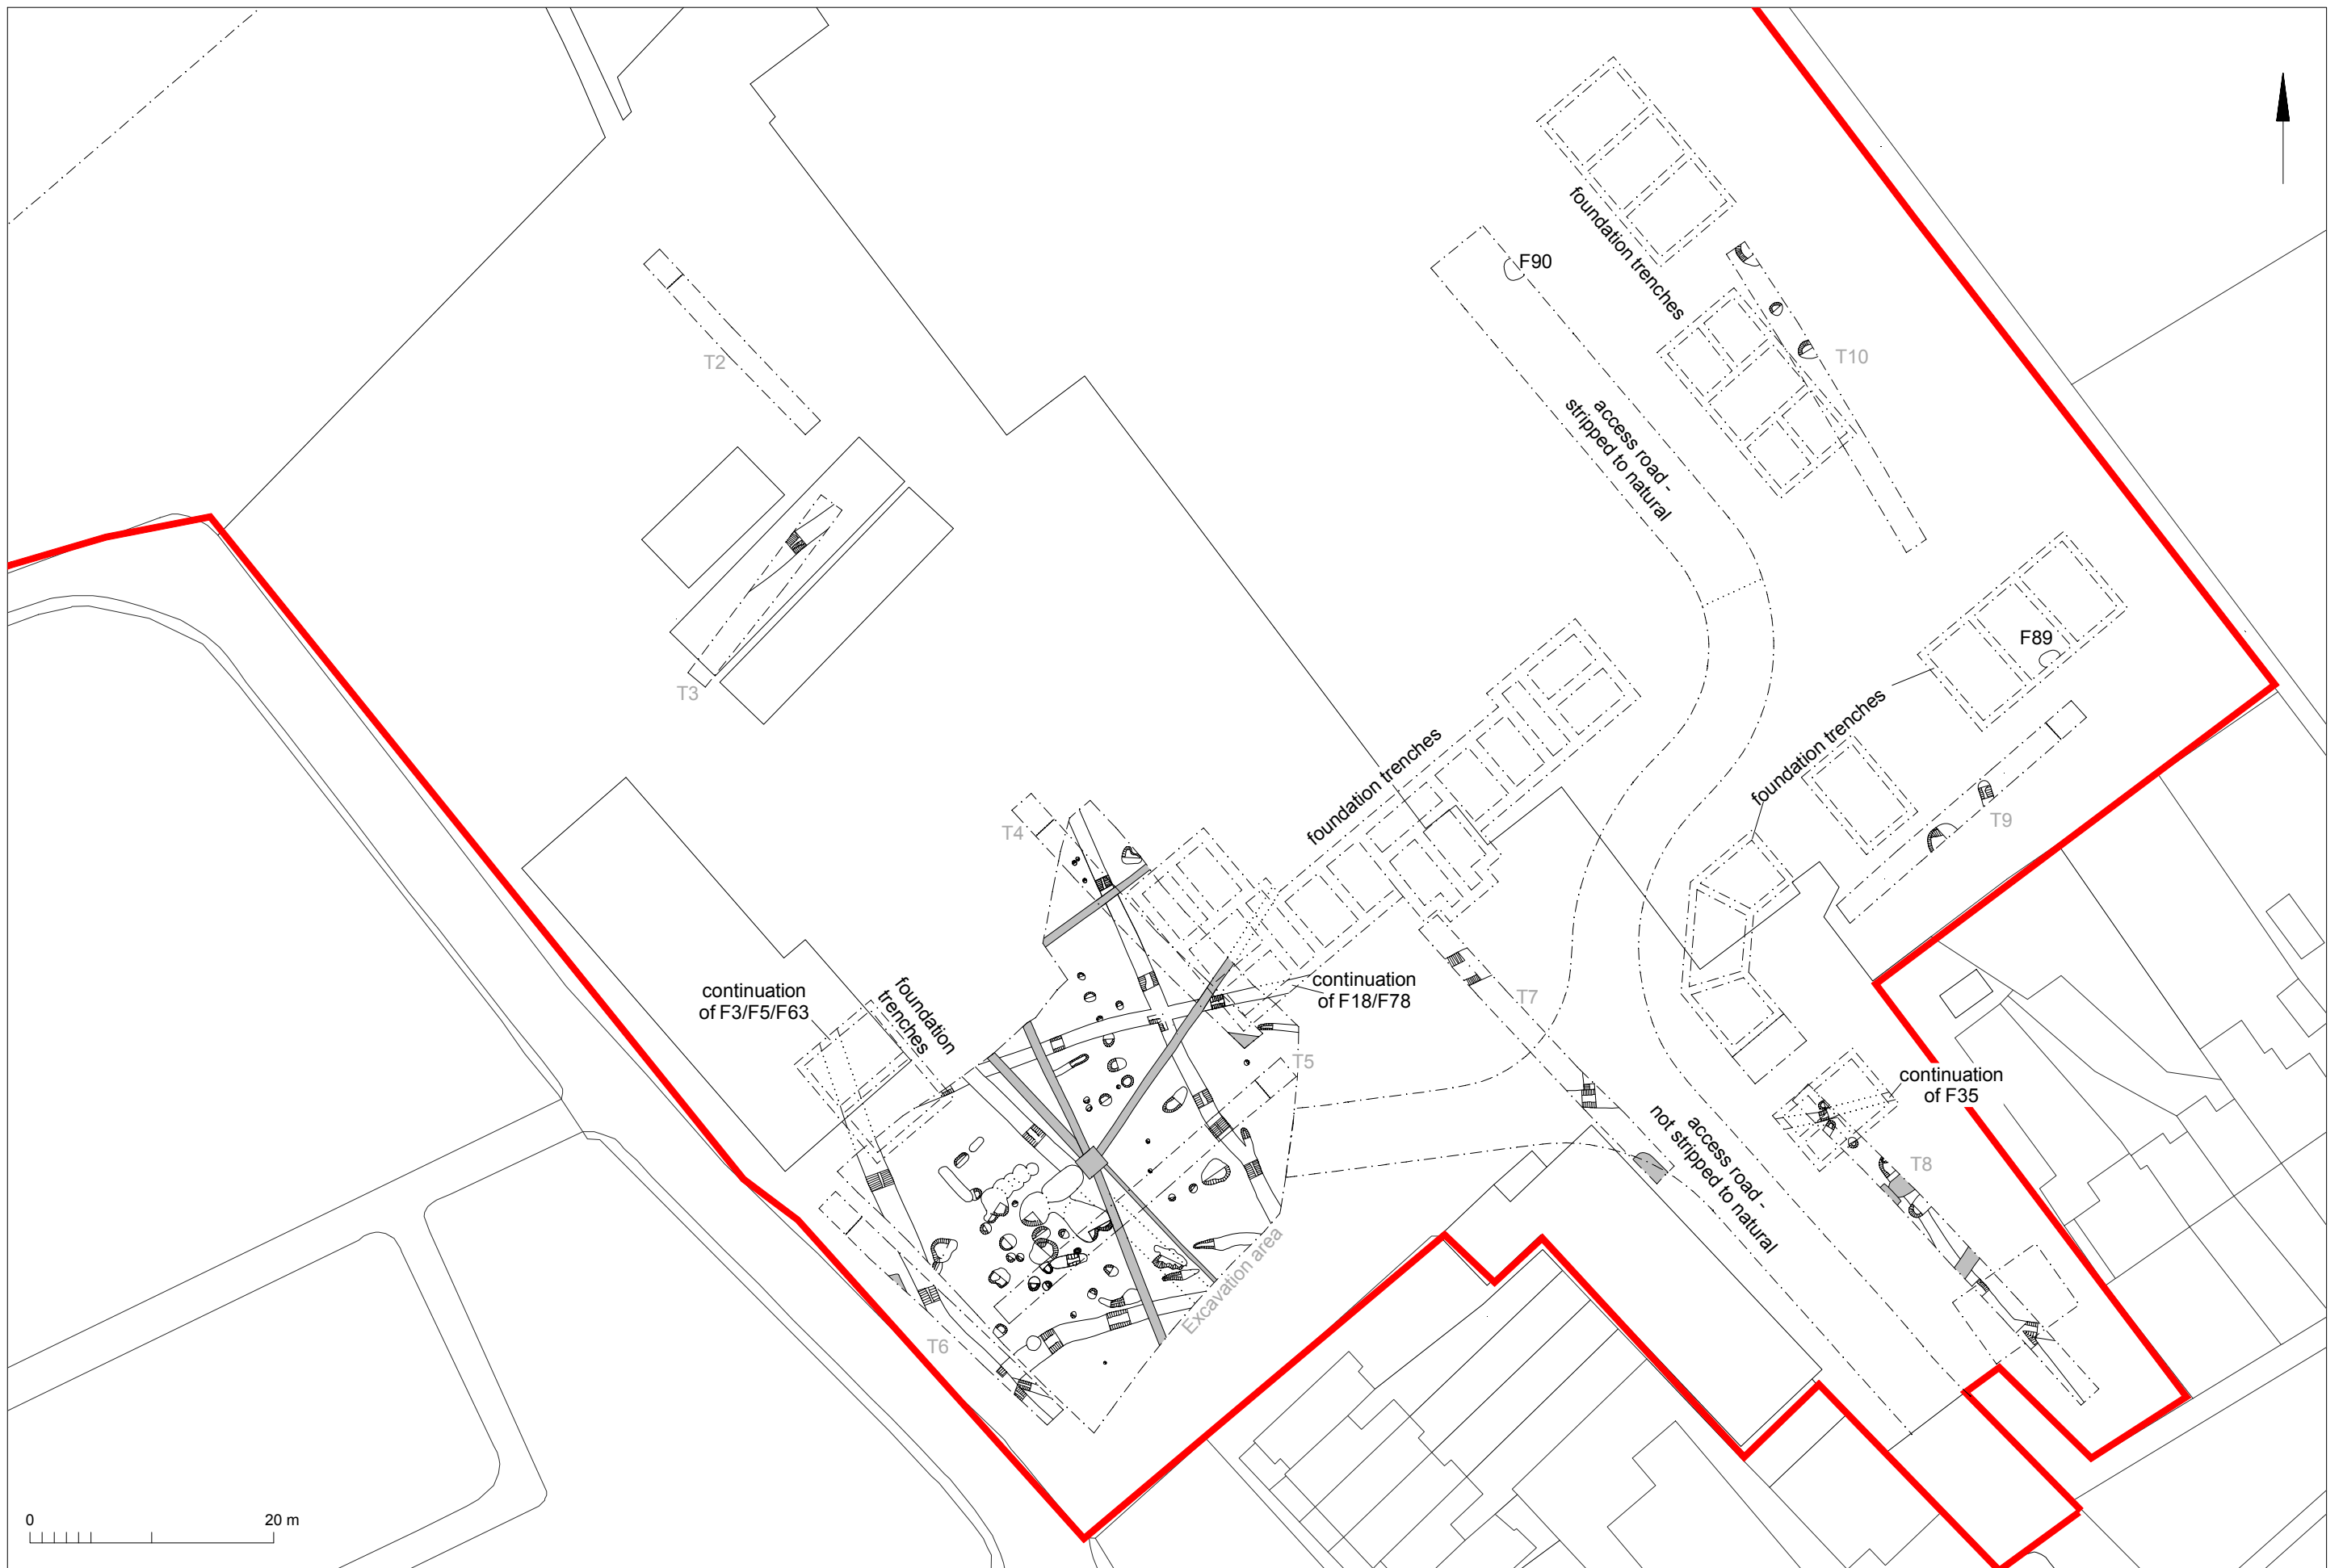 F90
foundation trenches
T10
T2
access road -
stripped to natural
F89
T3
foundation trenches
foundation trenches
T4
T9
continuation
of F3/F5/F63
foundation
trenches
continuation
of F18/F78
T7
T5
continuation
of F35
access road -
not stripped to natural
T8
Excavation area
T6
0 20 m